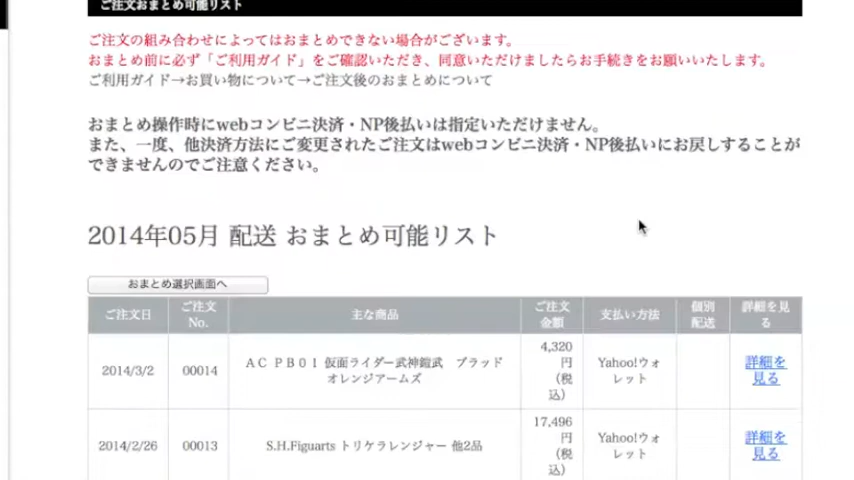 ご注文おまとめ可能リスト
ご注文の組み合わせによってはおまとめできない場合がございます。
おまとめ前に必ず「ご利用ガイド」をご確認いただき、同意いただけましたらお手続きをお願いいたします。
ご利用ガイド→お買い物について→ご注文後のおまとめについて
おまとめ操作時にwebコンビニ決済・NP後払いは指定いただけません。
また、一度、他決済方法にご変更されたご注文はwebコンビニ決済・NP後払いにお戻しすることが
できませんのでご注意ください。
2014年05月 配送 おまとめ可能リスト
おまとめ選択画面へ
ご注文日 ご注文No. 主な商品 ご注文金額 支払い方法 個別配送 詳細を見る
2014/3/2 00014 ＡＣ ＰＢ０１ 仮面ライダー武神鎧武　ブラッドオレンジアームズ 4,320円（税込） Yahoo!ウォレット 詳細を見る
2014/2/26 00013 S.H.Figuarts トリケラレンジャー 他2品 17,496円（税込） Yahoo!ウォレット 詳細を見る